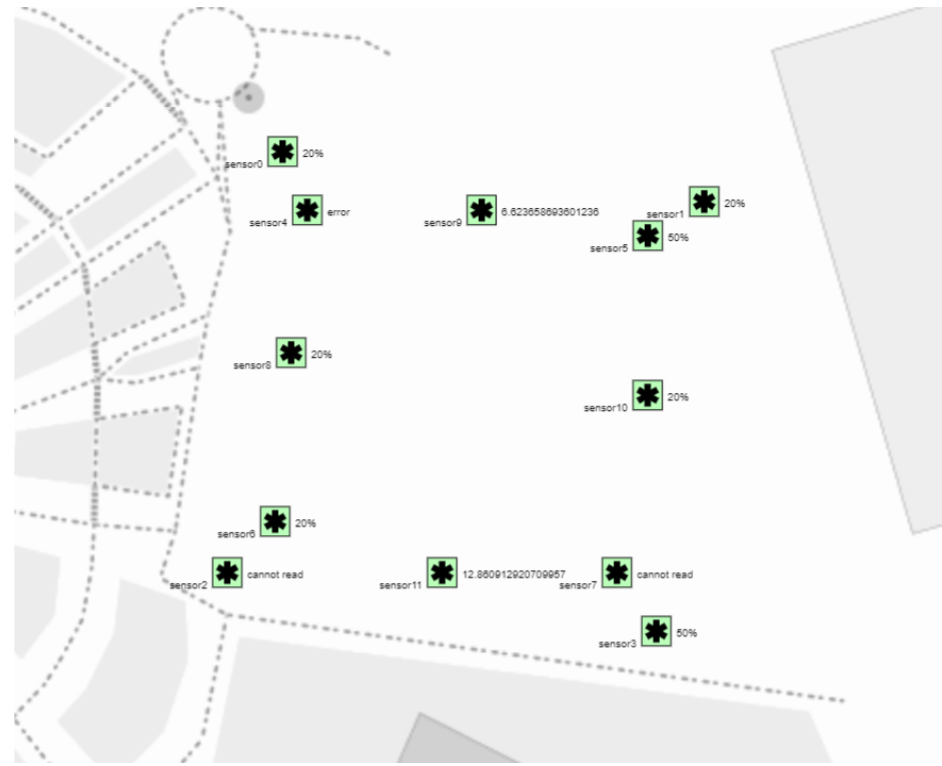 sensor0 20%
sensor4 error
sensor9 6.623658693601236
sensor1 20%
sensor5 50%
sensor8 20%
sensor10 20%
sensor6 20%
sensor2 cannot read
sensor11 12.860912920709957
sensor7 cannot read
sensor3 50%